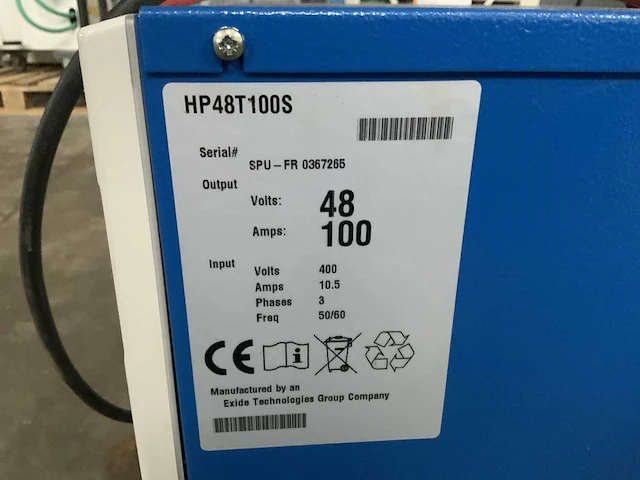 HP48T100S
Serial#
SPU-FR 0367265
Output
Volts: 48
Amps: 100
Input
Volts 400
Amps 10.5
Phases 3
Freq 50/60
CE
Manufactured by an
Exide Technologies Group Company